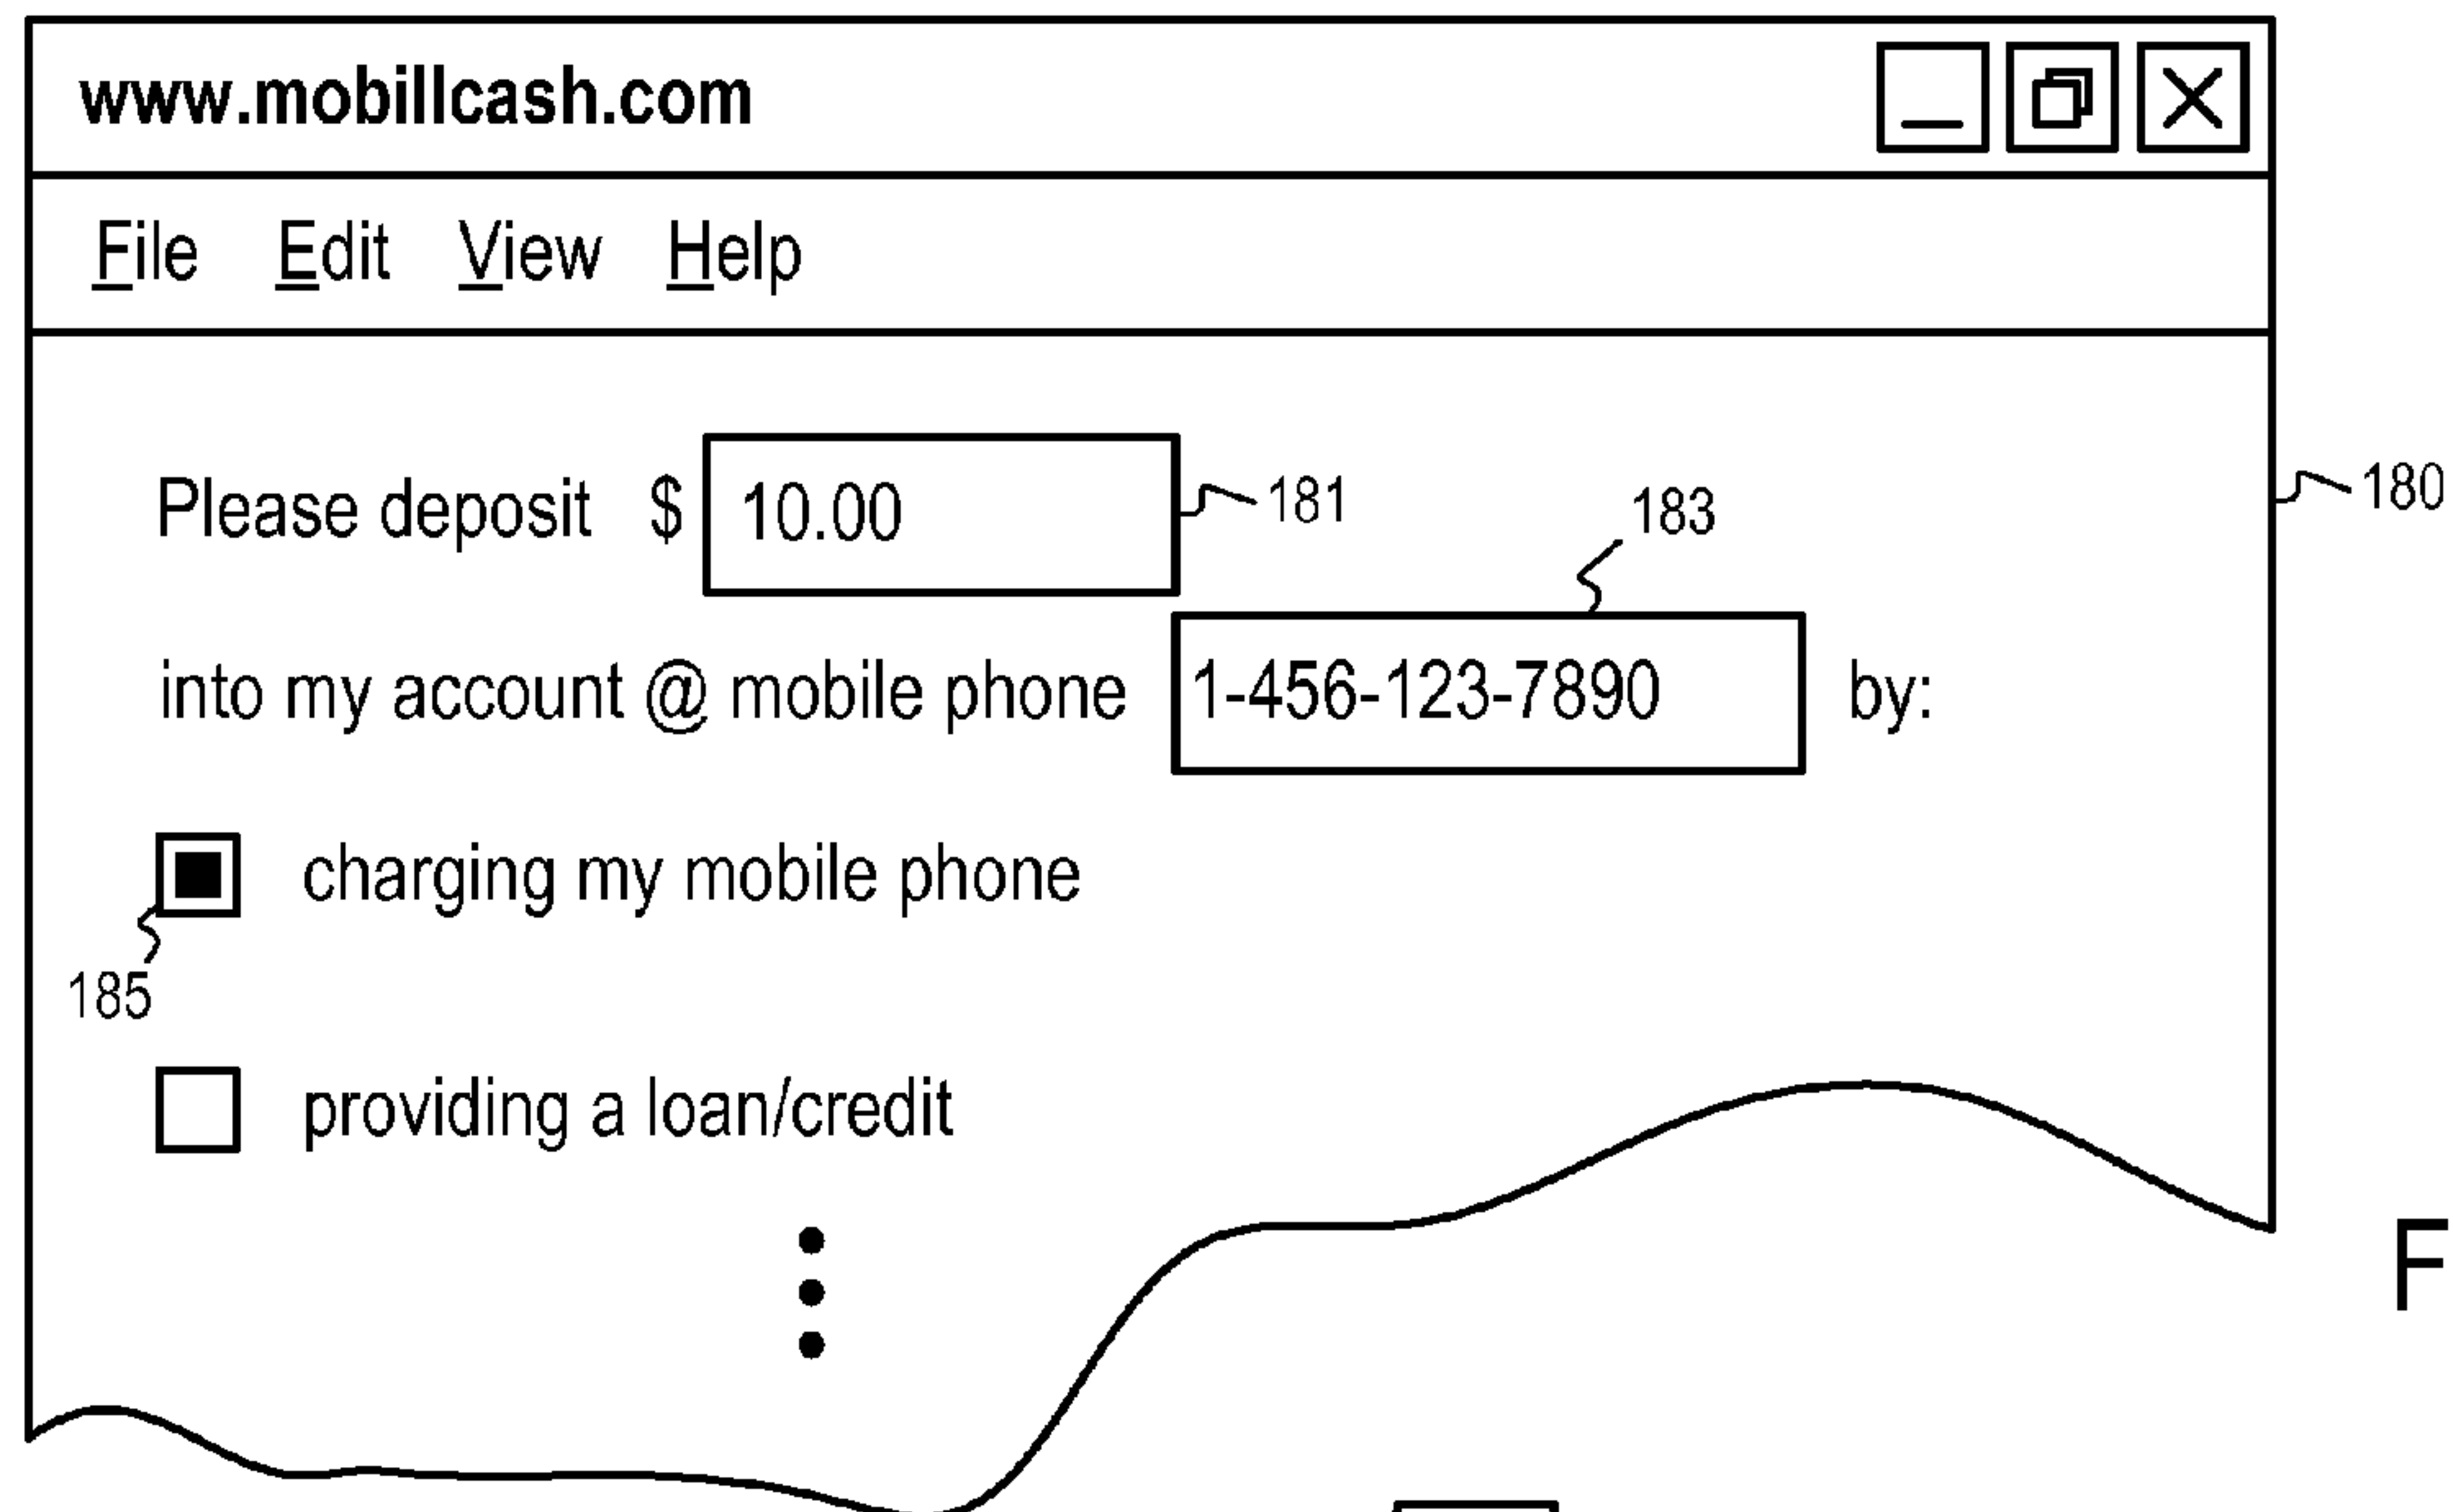 www.mobillcash.com
File Edit View Help
Please deposit $ 10.00 181
183
180
into my account @ mobile phone 1-456-123-7890 by:
charging my mobile phone
185
providing a loan/credit
F